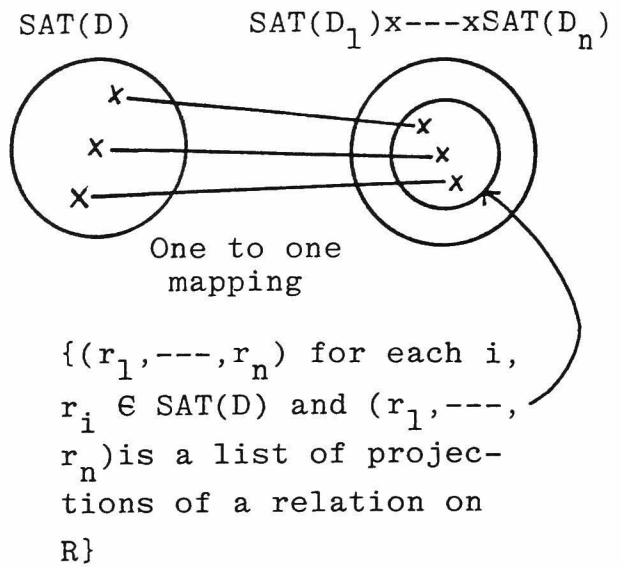 SAT(D) SAT(D₁)x---xSAT(Dₙ)
x x
x x
x x
One to one
mapping
{(r₁,---,rₙ) for each i,
rᵢ ∈ SAT(D) and (r₁,---,
rₙ)is a list of projec-
tions of a relation on
R}